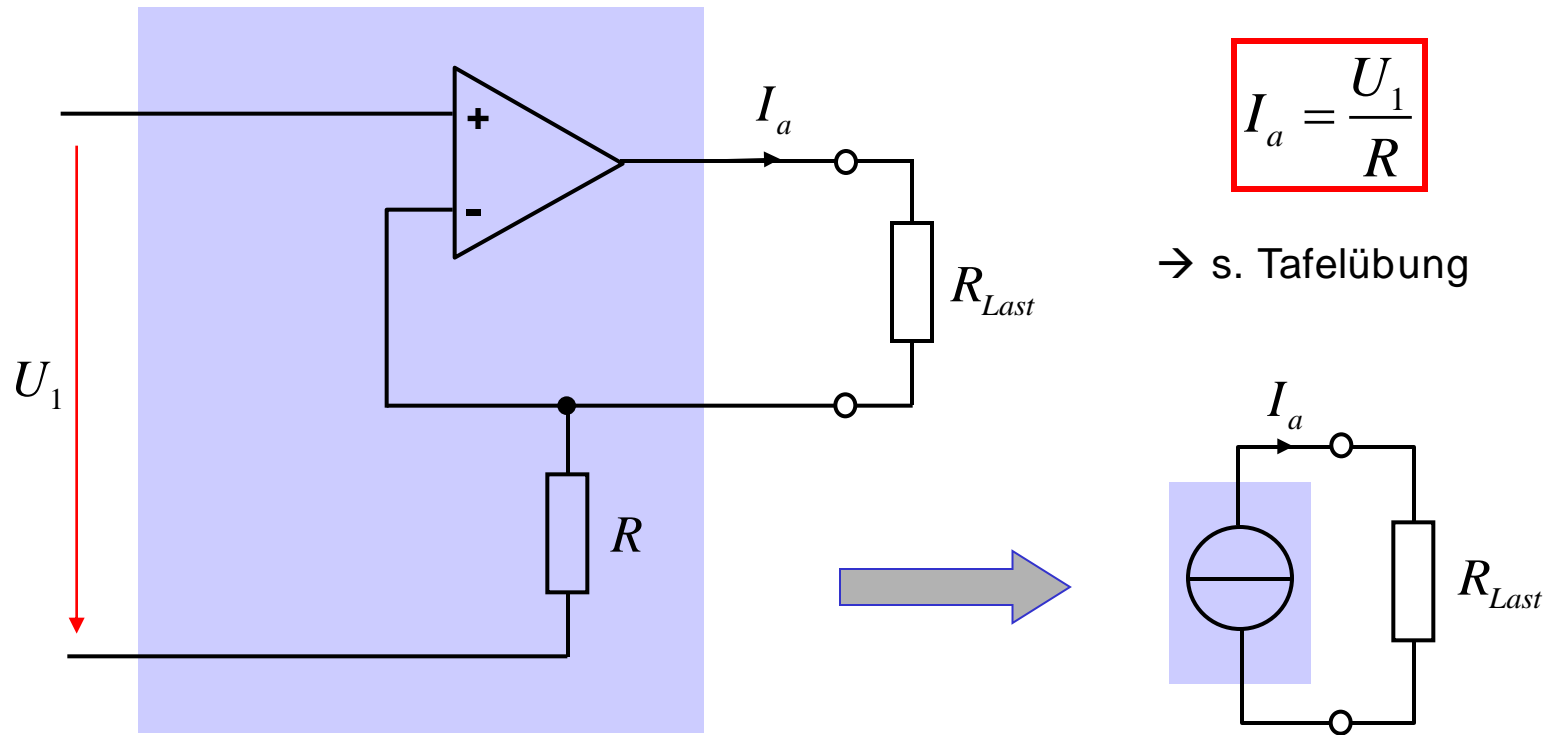 +
-
I_a
R_Last
U_1
R
I_a = U_1 / R
→ s. Tafelübung
I_a
R_Last